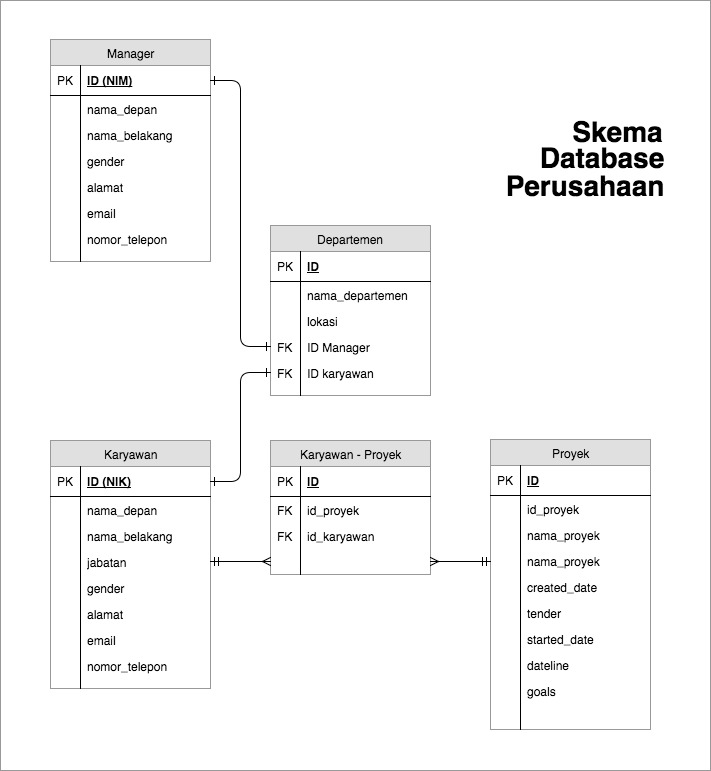 Skema
Database
Perusahaan
Manager
PK ID (NIM)
nama_depan
nama_belakang
gender
alamat
email
nomor_telepon
Departemen
PK ID
nama_departemen
lokasi
FK ID Manager
FK ID karyawan
Karyawan
PK ID (NIK)
nama_depan
nama_belakang
jabatan
gender
alamat
email
nomor_telepon
Karyawan - Proyek
PK ID
FK id_proyek
FK id_karyawan
Proyek
PK ID
id_proyek
nama_proyek
nama_proyek
created_date
tender
started_date
dateline
goals